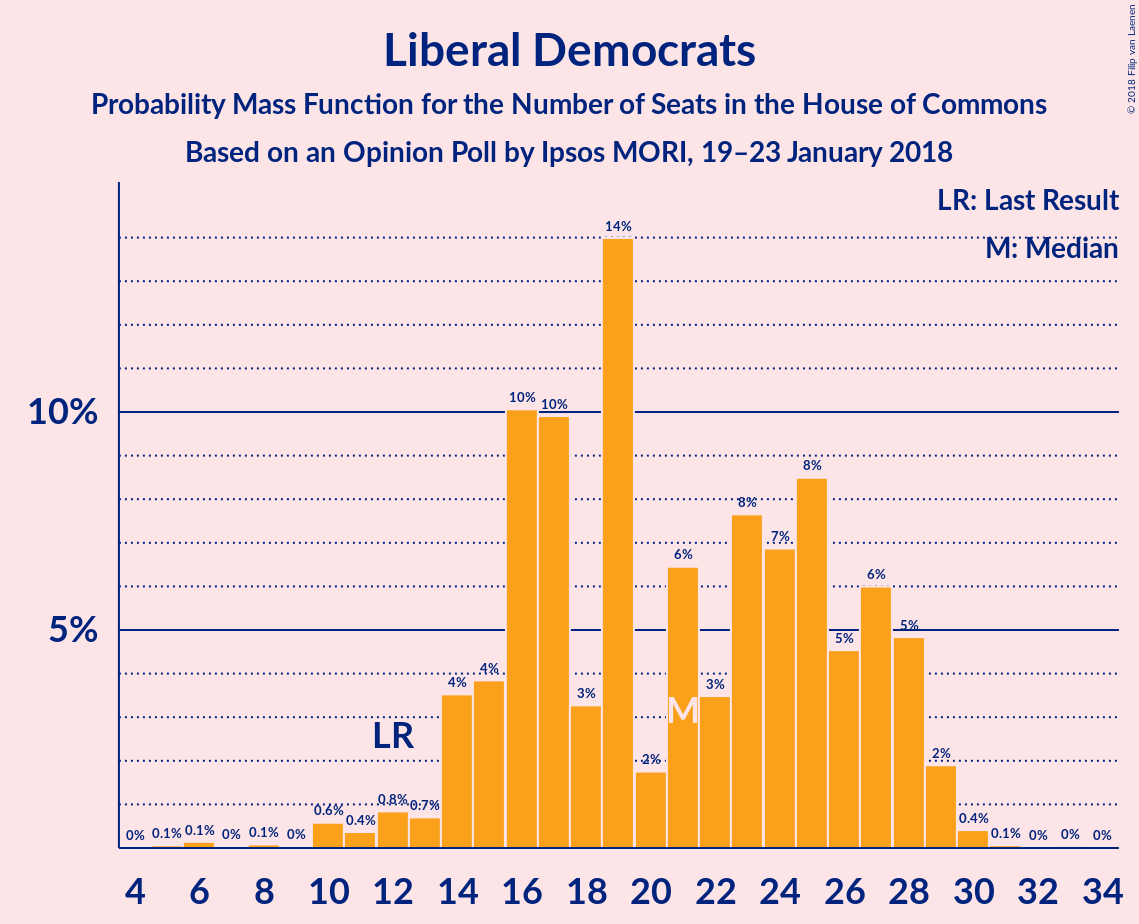 Liberal Democrats
Probability Mass Function for the Number of Seats in the House of Commons
Based on an Opinion Poll by Ipsos MORI, 19–23 January 2018
© 2018 Filip van Laenen
LR: Last Result
M: Median
10%
5%
0% 0.1% 0.1% 0% 0.1% 0% 0.6% 0.4% 0.8% 0.7% 4% 4% 10% 10% 3% 14% 2% 6% 3% 8% 7% 8% 5% 6% 5% 2% 0.4% 0.1% 0% 0% 0%
LR
M
4 6 8 10 12 14 16 18 20 22 24 26 28 30 32 34